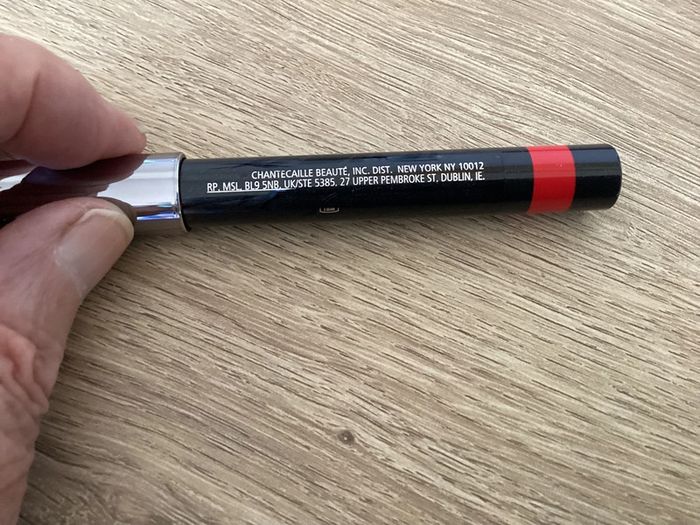 CHANTECAILLE BEAUTÉ, INC. DIST. NEW YORK NY 10012
RP, MSL, BL9 5NB, UK/STE 5385, 27 UPPER PEMBROKE ST, DUBLIN, IE.